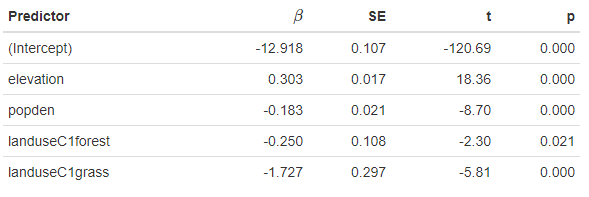 Predictor β SE t p
(Intercept) -12.918 0.107 -120.69 0.000
elevation 0.303 0.017 18.36 0.000
popden -0.183 0.021 -8.70 0.000
landuseC1forest -0.250 0.108 -2.30 0.021
landuseC1grass -1.727 0.297 -5.81 0.000